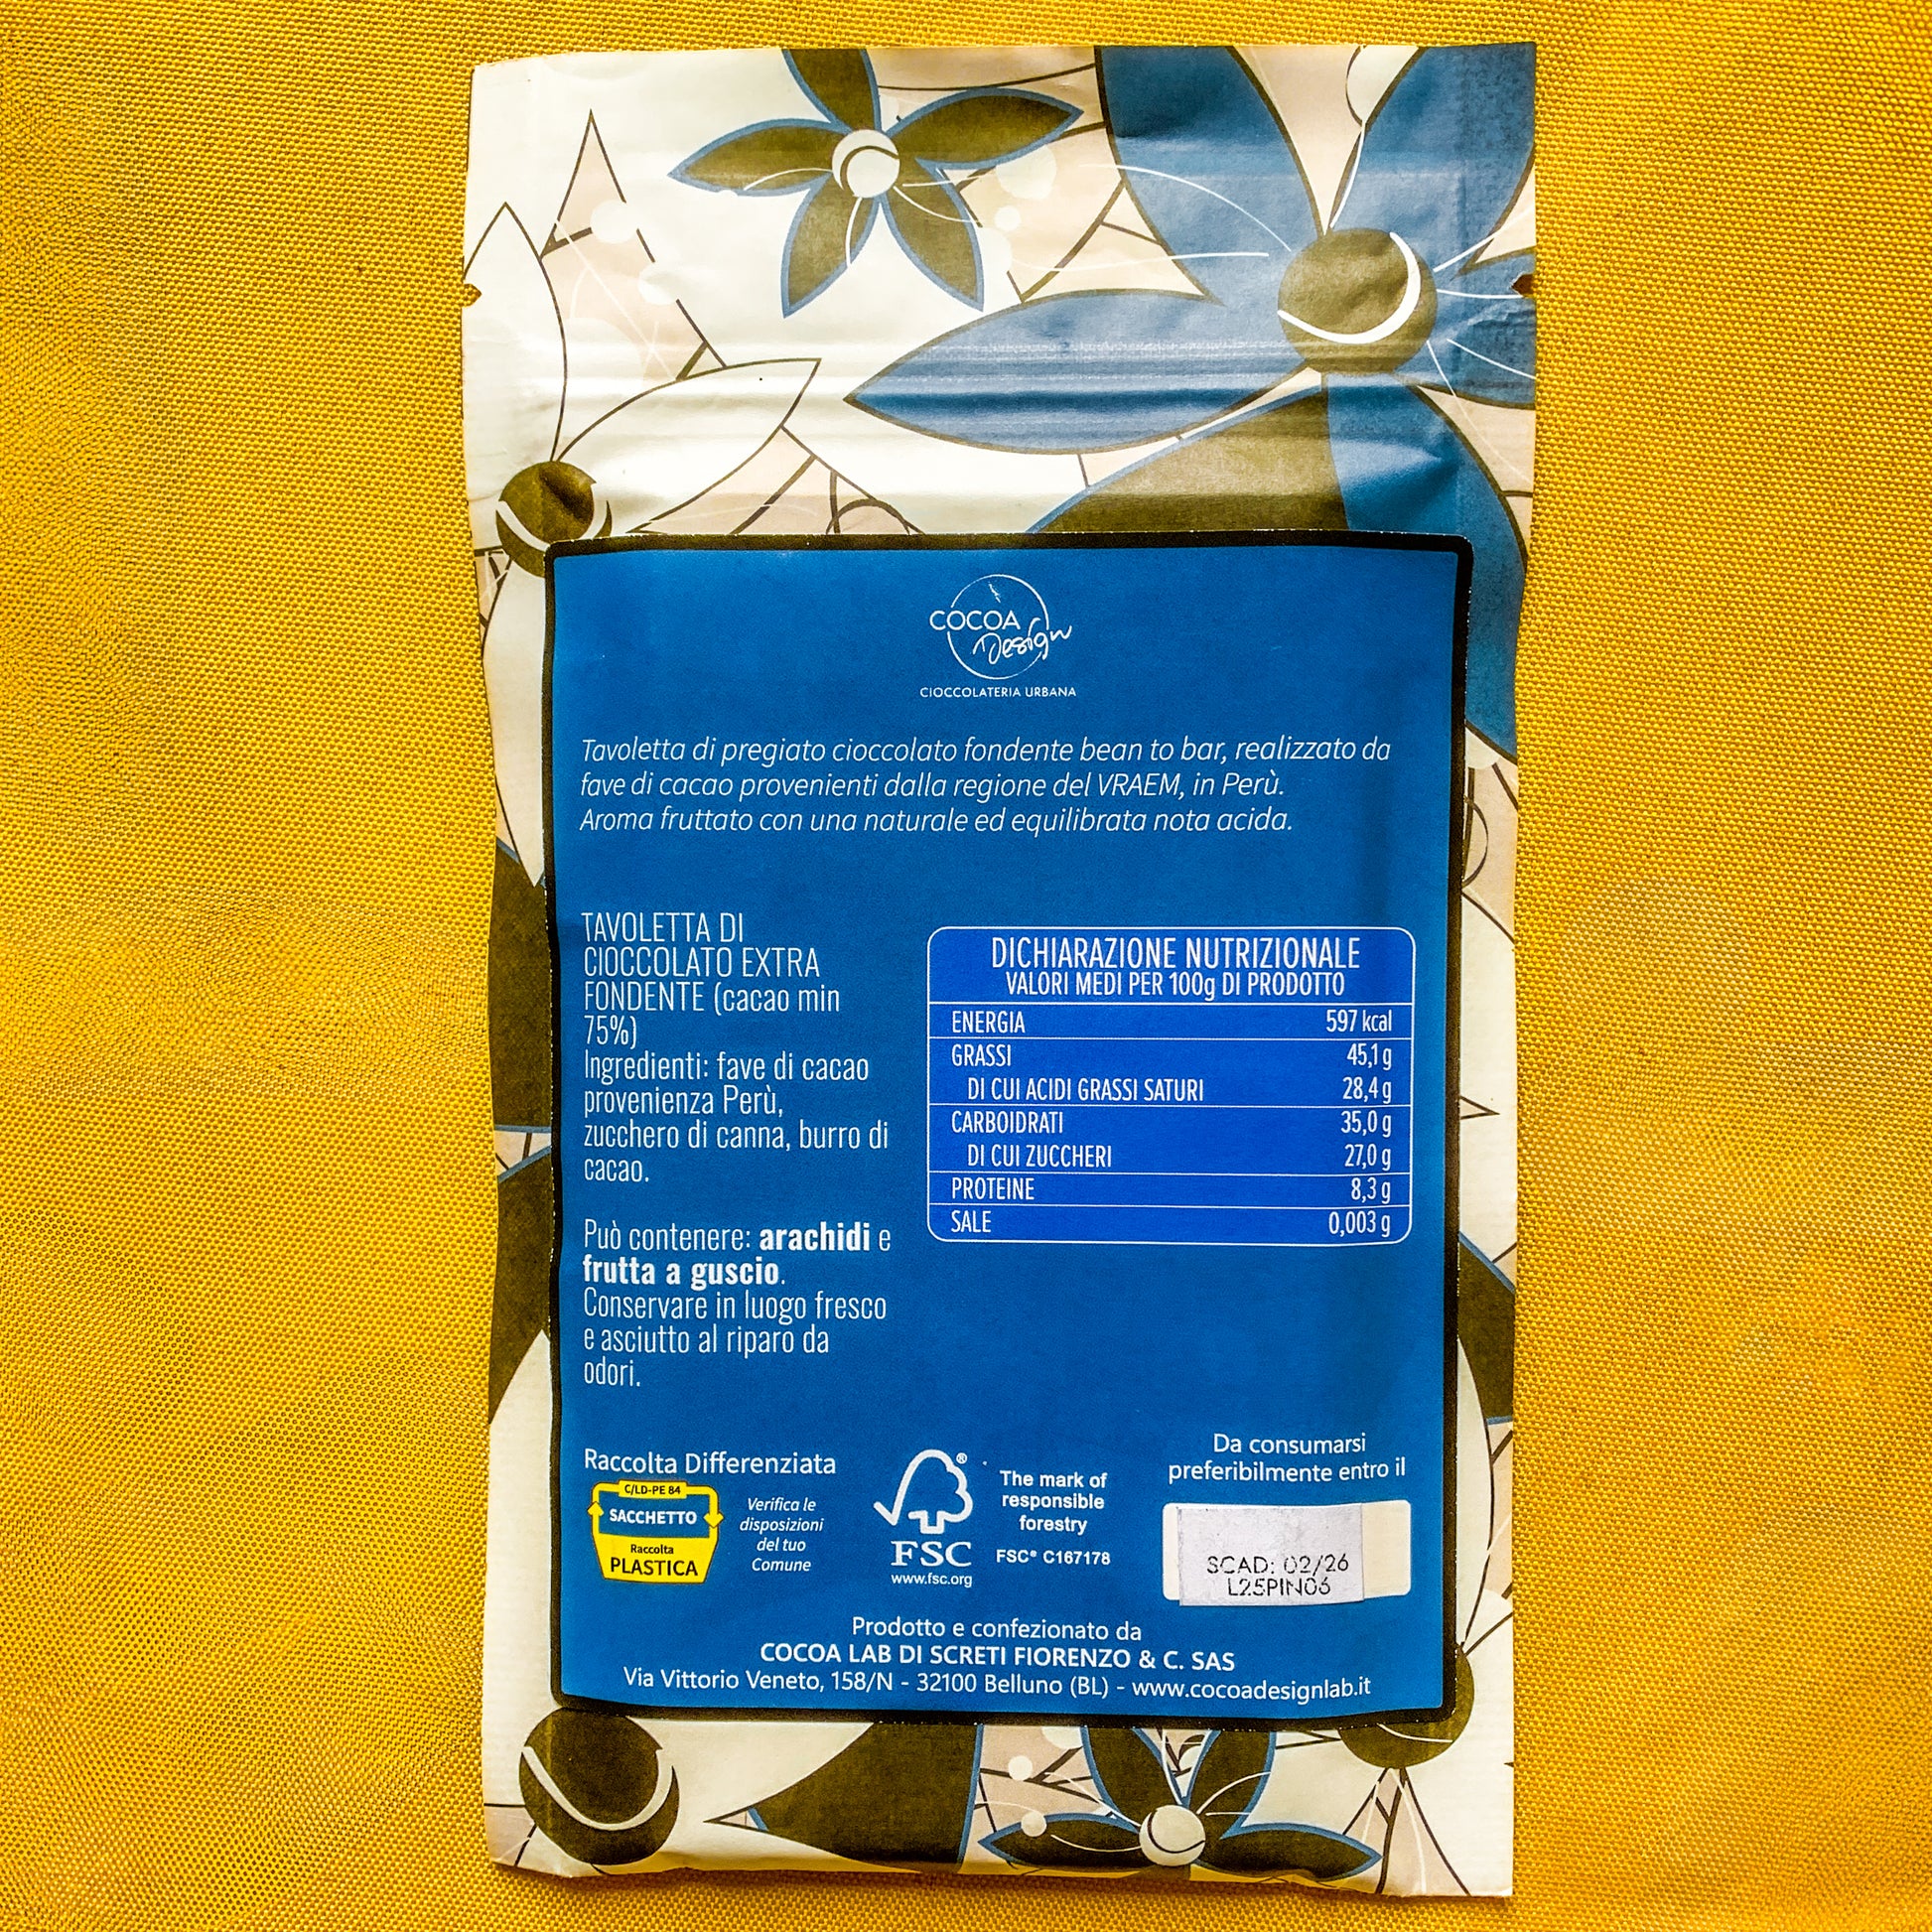 COCOA
Design
CIOCCOLATERIA URBANA
Tavoletta di pregiato cioccolato fondente bean to bar, realizzato da
fave di cacao provenienti dalla regione del VRAEM, in Perù.
Aroma fruttato con una naturale ed equilibrata nota acida.
TAVOLETTA DI
CIOCCOLATO EXTRA
FONDENTE (cacao min
75%)
Ingredienti: fave di cacao
provenienza Perù,
zucchero di canna, burro di
cacao.
Può contenere: arachidi e
frutta a guscio.
Conservare in luogo fresco
e asciutto al riparo da
odori.
DICHIARAZIONE NUTRIZIONALE
VALORI MEDI PER 100g DI PRODOTTO
ENERGIA 597 kcal
GRASSI 45,1 g
DI CUI ACIDI GRASSI SATURI 28,4 g
CARBOIDRATI 35,0 g
DI CUI ZUCCHERI 27,0 g
PROTEINE 8,3 g
SALE 0,003 g
Raccolta Differenziata
C/LD-PE 84
SACCHETTO
Raccolta
PLASTICA
Verifica le
disposizioni
del tuo
Comune
FSC
www.fsc.org
The mark of
responsible
forestry
FSC® C167178
Da consumarsi
preferibilmente entro il
SCAD: 02/26
L25PIN06
Prodotto e confezionato da
COCOA LAB DI SCRETI FIORENZO & C. SAS
Via Vittorio Veneto, 158/N - 32100 Belluno (BL) - www.cocoadesignlab.it